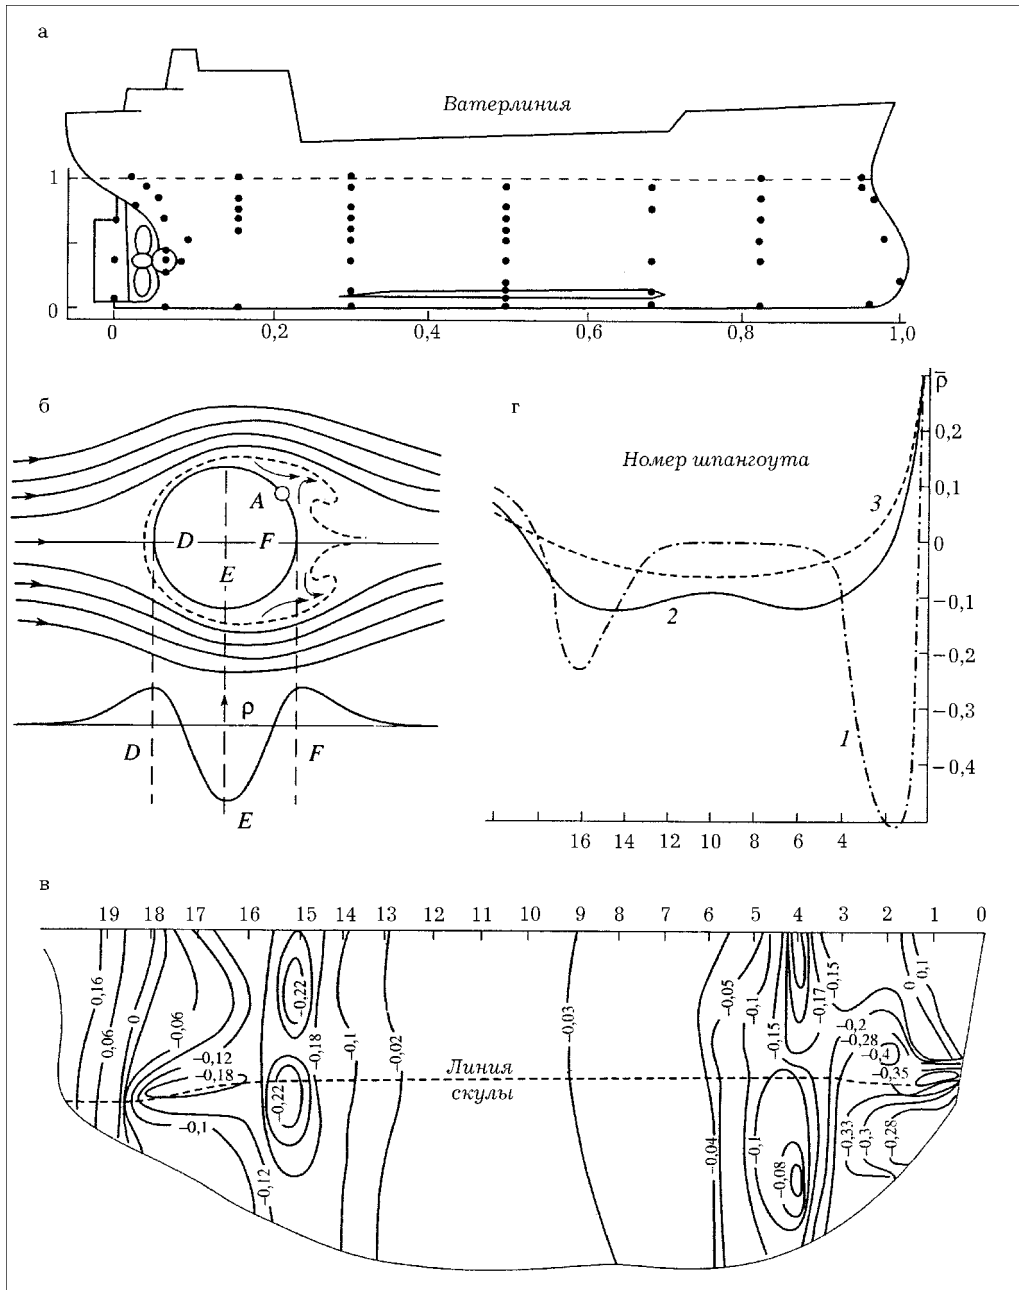 а
Ватерлиния
1
0
0 0,2 0,4 0,6 0,8 1,0
б
A
D F
E
ρ
D F
E
г
Номер шпангоута
ρ̄
0,2
0,1
0
−0,1
−0,2
−0,3
−0,4
3
2
1
16 14 12 10 8 6 4
в
19 18 17 16 15 14 13 12 11 10 9 8 7 6 5 4 3 2 1 0
0,16
0,06
0
−0,06
−0,12
−0,18
−0,1
−0,12
−0,22
−0,22
−0,18
−0,1
−0,02
Линия
скулы
−0,03
−0,05
−0,04
−0,1
−0,1
−0,15
−0,08
−0,17
−0,15
−0,2
−0,28
−0,4
−0,35
0
0,1
−0,33
−0,3
−0,28